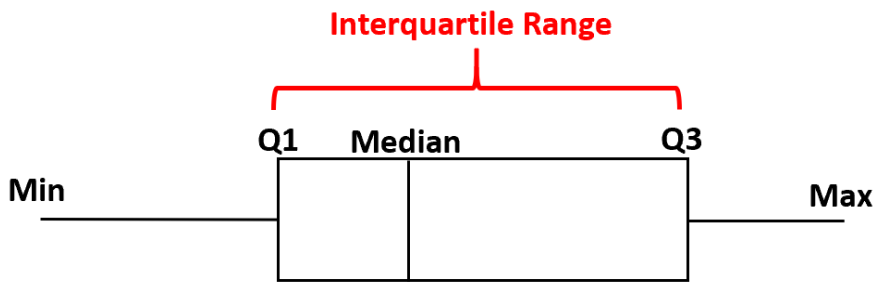 Interquartile Range
Q1
Median
Q3
Min
Max